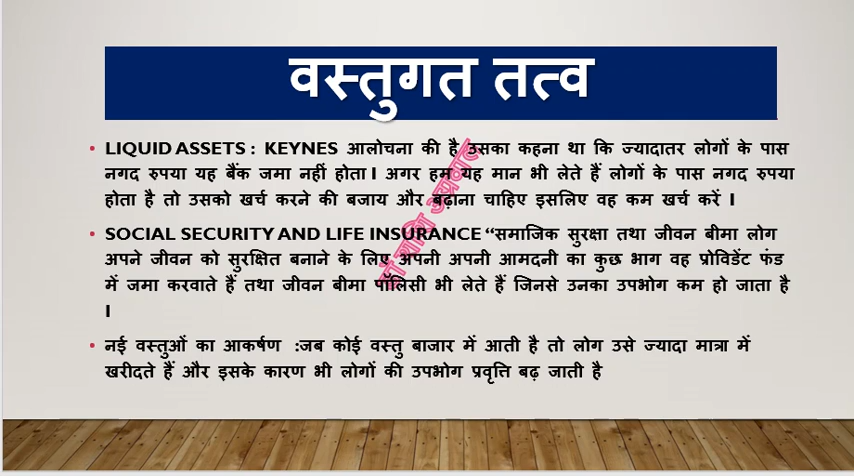 वस्तुगत तत्व
• LIQUID ASSETS : KEYNES आलोचना की है उसका कहना था कि ज्यादातर लोगों के पास
नगद रुपया यह बैंक जमा नहीं होता I अगर हम यह मान भी लेते हैं लोगों के पास नगद रुपया
होता है तो उसको खर्च करने की बजाय और बढ़ाना चाहिए इसलिए वह कम खर्च करें I
• SOCIAL SECURITY AND LIFE INSURANCE “समाजिक सुरक्षा तथा जीवन बीमा लोग
अपने जीवन को सुरक्षित बनाने के लिए अपनी अपनी आमदनी का कुछ भाग वह प्रोविडेंट फंड
में जमा करवाते हैं तथा जीवन बीमा पॉलिसी भी लेते हैं जिनसे उनका उपभोग कम हो जाता है
I
• नई वस्तुओं का आकर्षण :जब कोई वस्तु बाजार में आती है तो लोग उसे ज्यादा मात्रा में
खरीदते हैं और इसके कारण भी लोगों की उपभोग प्रवृत्ति बढ़ जाती है